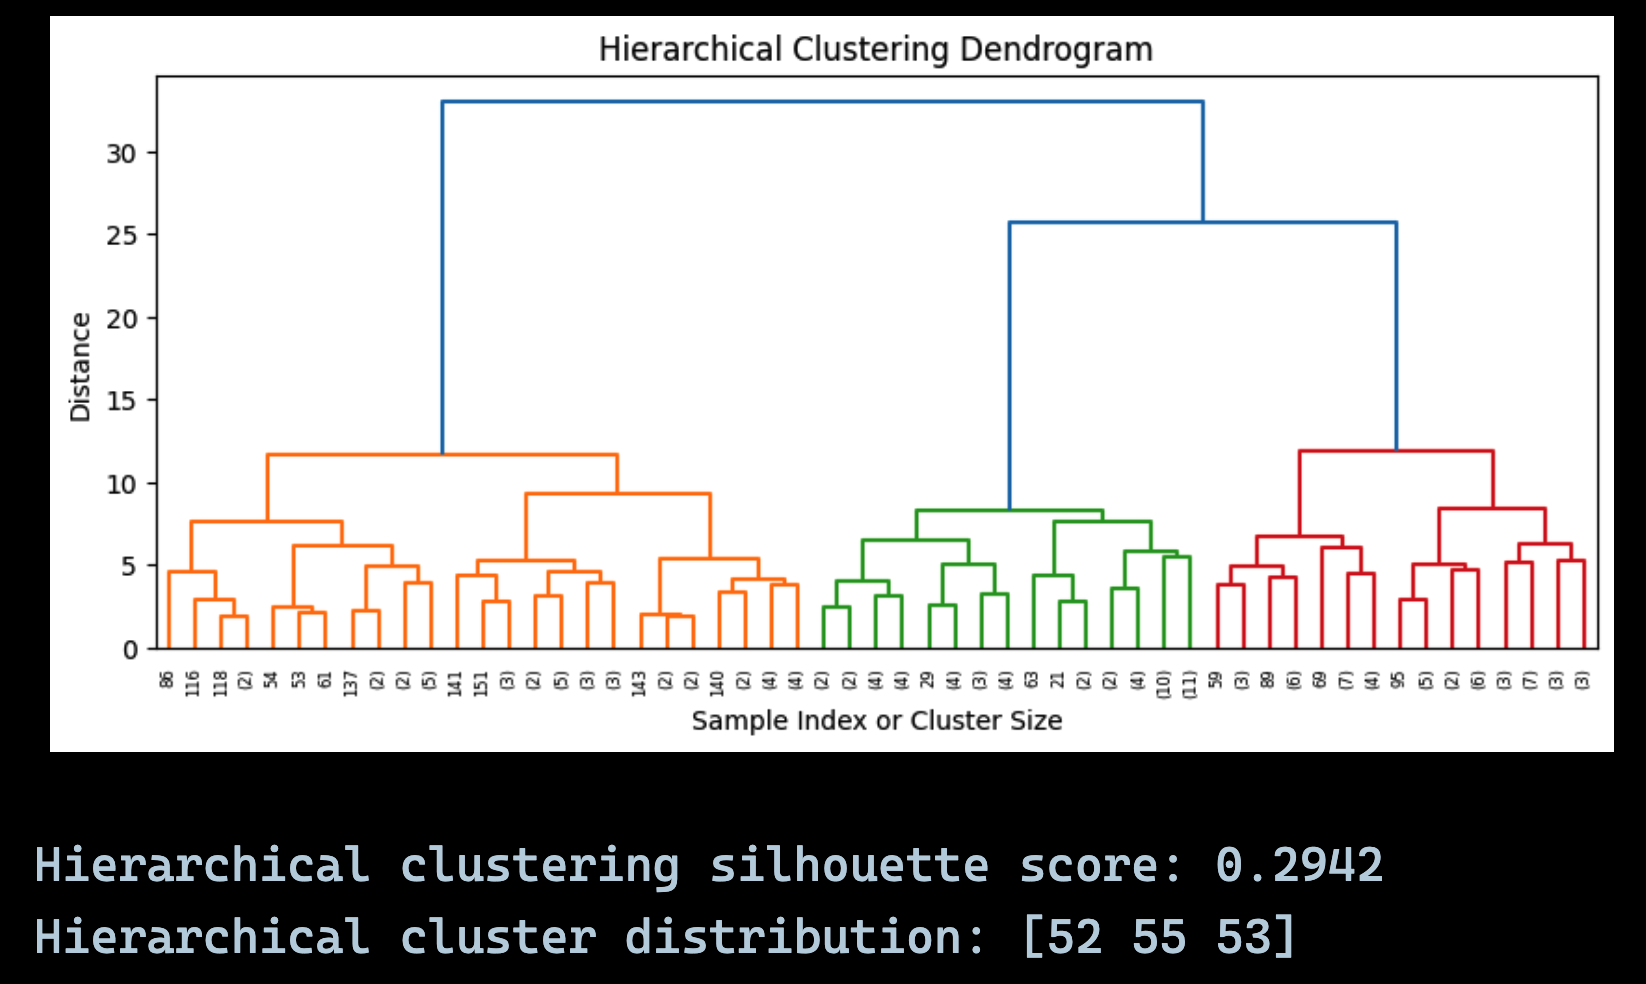 Hierarchical Clustering Dendrogram
30
25
20
15
10
5
0
Distance
86 116 118 (2) 54 53 61 137 (2) (2) (5) 141 151 (3) (2) (5) (3) (3) 143 (2) (2) 140 (2) (4) (4) (2) (2) (4) (4) 29 (4) (3) (4) 63 21 (2) (2) (4) (10) (11) 59 (3) 89 (6) 69 (7) (4) 95 (5) (2) (6) (3) (7) (3) (3)
Sample Index or Cluster Size
Hierarchical clustering silhouette score: 0.2942
Hierarchical cluster distribution: [52 55 53]